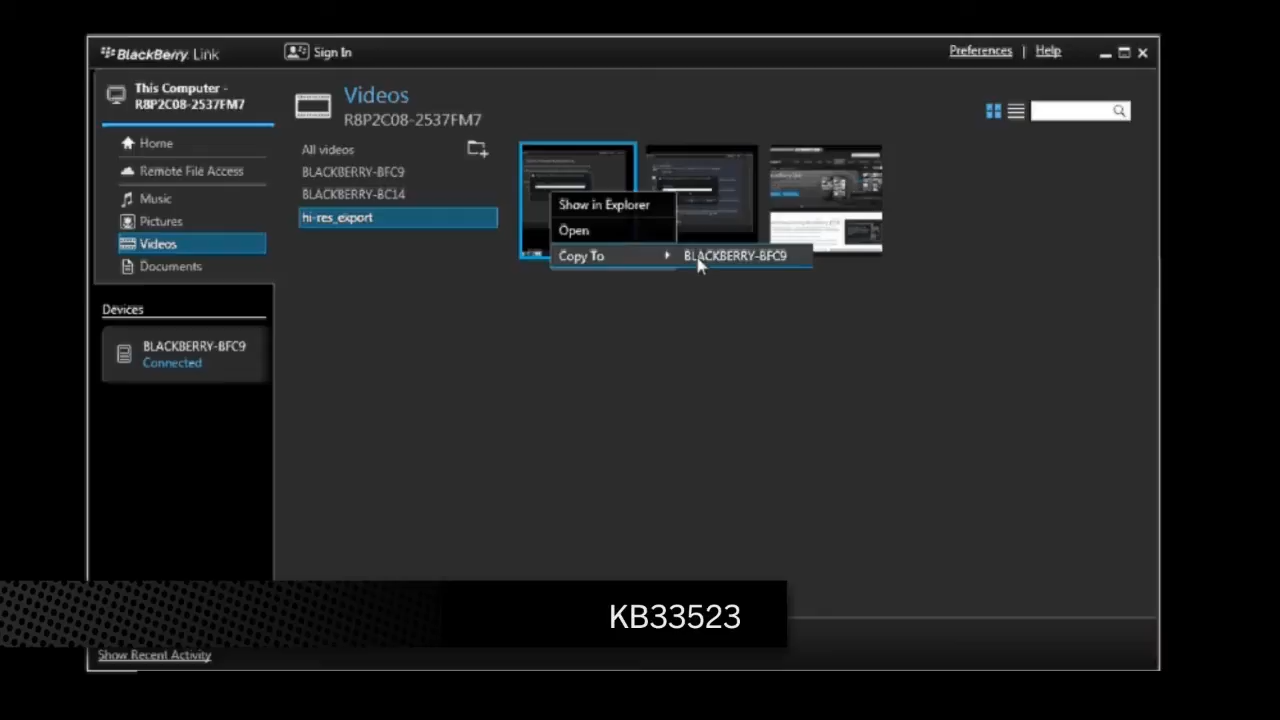 BlackBerry Link
Sign In
Preferences | Help
This Computer -
R8P2C08-2537FM7
Home
Remote File Access
Music
Pictures
Videos
Documents
Devices
BLACKBERRY-BFC9
Connected
Videos
R8P2C08-2537FM7
All videos
BLACKBERRY-BFC9
BLACKBERRY-BC14
hi-res_export
Show in Explorer
Open
Copy To
BLACKBERRY-BFC9
KB33523
Show Recent Activity